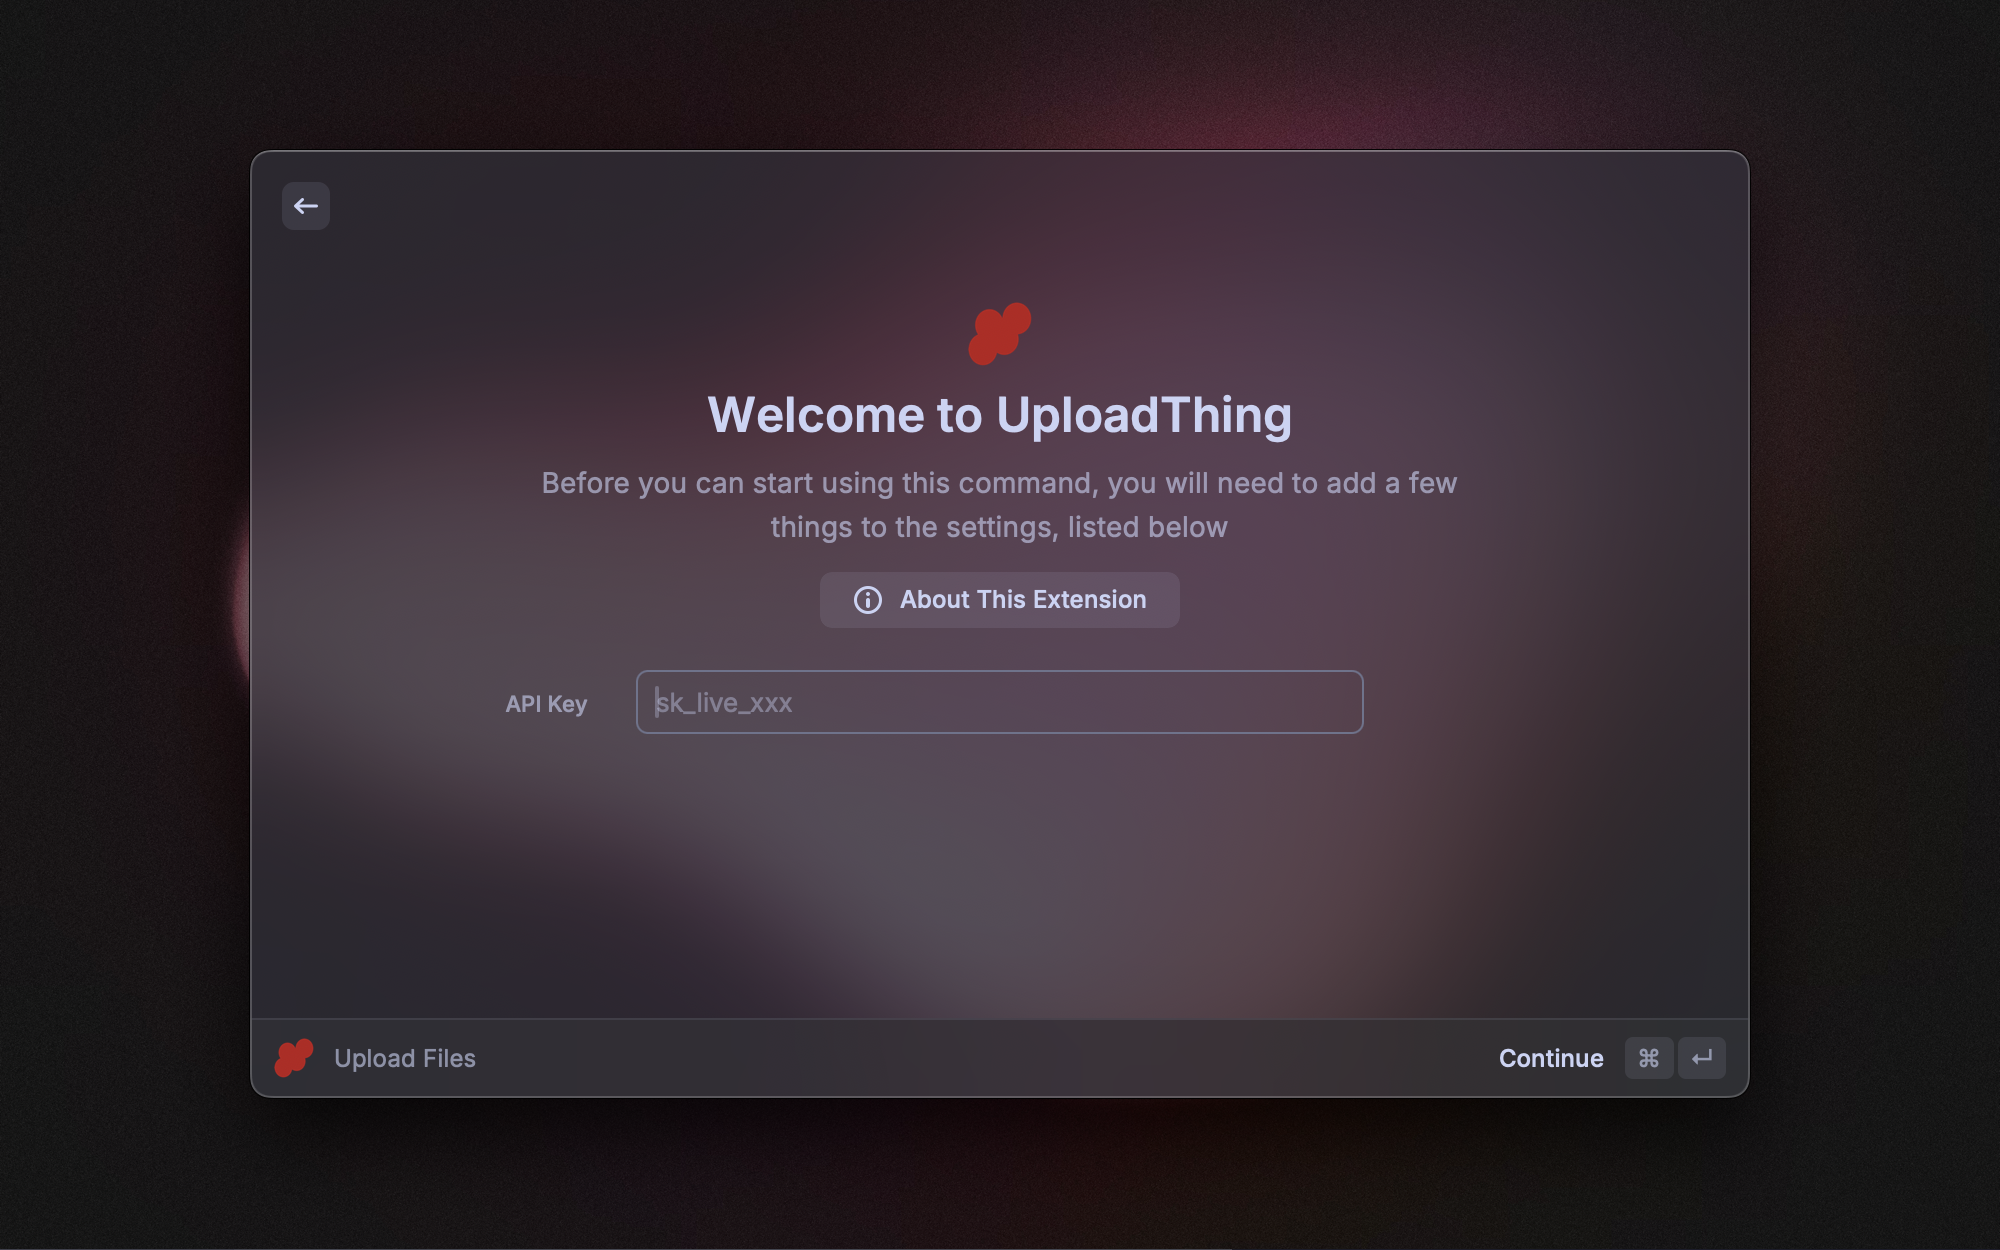 Welcome to UploadThing
Before you can start using this command, you will need to add a few
things to the settings, listed below
About This Extension
API Key
sk_live_xxx
Upload Files
Continue ⌘ ↵